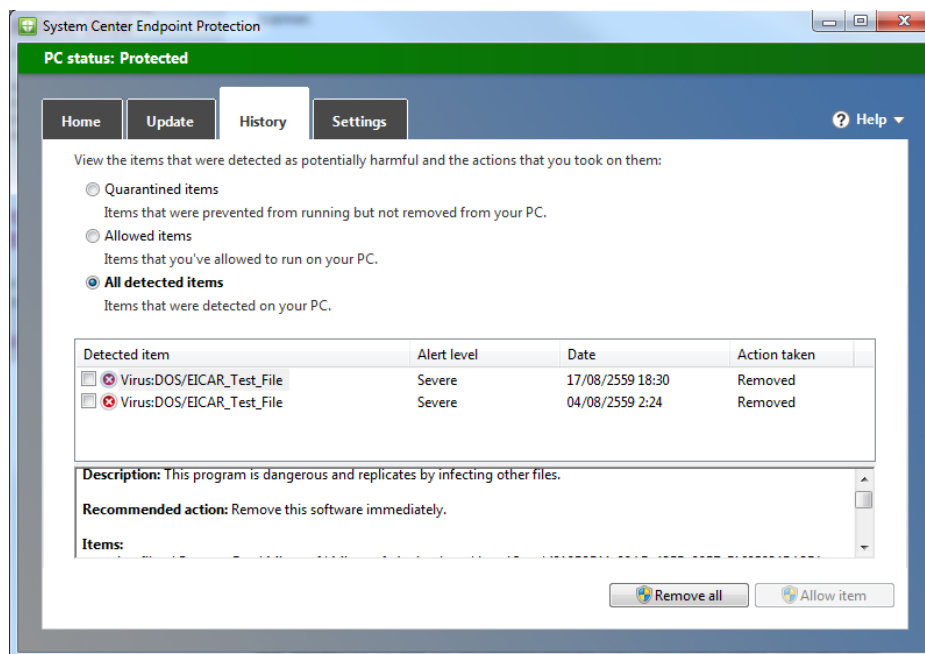 System Center Endpoint Protection
PC status: Protected
Home Update History Settings Help
View the items that were detected as potentially harmful and the actions that you took on them:
Quarantined items
Items that were prevented from running but not removed from your PC.
Allowed items
Items that you've allowed to run on your PC.
All detected items
Items that were detected on your PC.
Detected item Alert level Date Action taken
Virus:DOS/EICAR_Test_File Severe 17/08/2559 18:30 Removed
Virus:DOS/EICAR_Test_File Severe 04/08/2559 2:24 Removed
Description: This program is dangerous and replicates by infecting other files.
Recommended action: Remove this software immediately.
Items:
Remove all Allow item